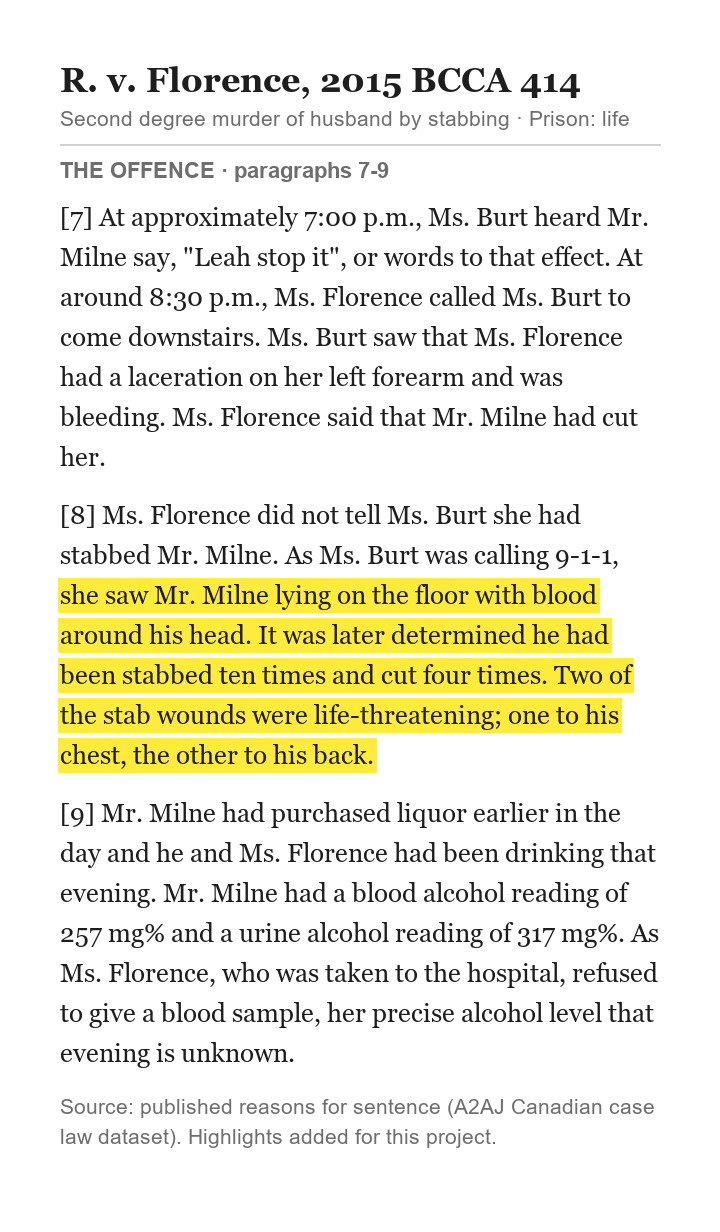 R. v. Florence, 2015 BCCA 414
Second degree murder of husband by stabbing · Prison: life
THE OFFENCE · paragraphs 7-9
[7] At approximately 7:00 p.m., Ms. Burt heard Mr.
Milne say, "Leah stop it", or words to that effect. At
around 8:30 p.m., Ms. Florence called Ms. Burt to
come downstairs. Ms. Burt saw that Ms. Florence
had a laceration on her left forearm and was
bleeding. Ms. Florence said that Mr. Milne had cut
her.
[8] Ms. Florence did not tell Ms. Burt she had
stabbed Mr. Milne. As Ms. Burt was calling 9-1-1,
she saw Mr. Milne lying on the floor with blood
around his head. It was later determined he had
been stabbed ten times and cut four times. Two of
the stab wounds were life-threatening; one to his
chest, the other to his back.
[9] Mr. Milne had purchased liquor earlier in the
day and he and Ms. Florence had been drinking that
evening. Mr. Milne had a blood alcohol reading of
257 mg% and a urine alcohol reading of 317 mg%. As
Ms. Florence, who was taken to the hospital, refused
to give a blood sample, her precise alcohol level that
evening is unknown.
Source: published reasons for sentence (A2AJ Canadian case
law dataset). Highlights added for this project.